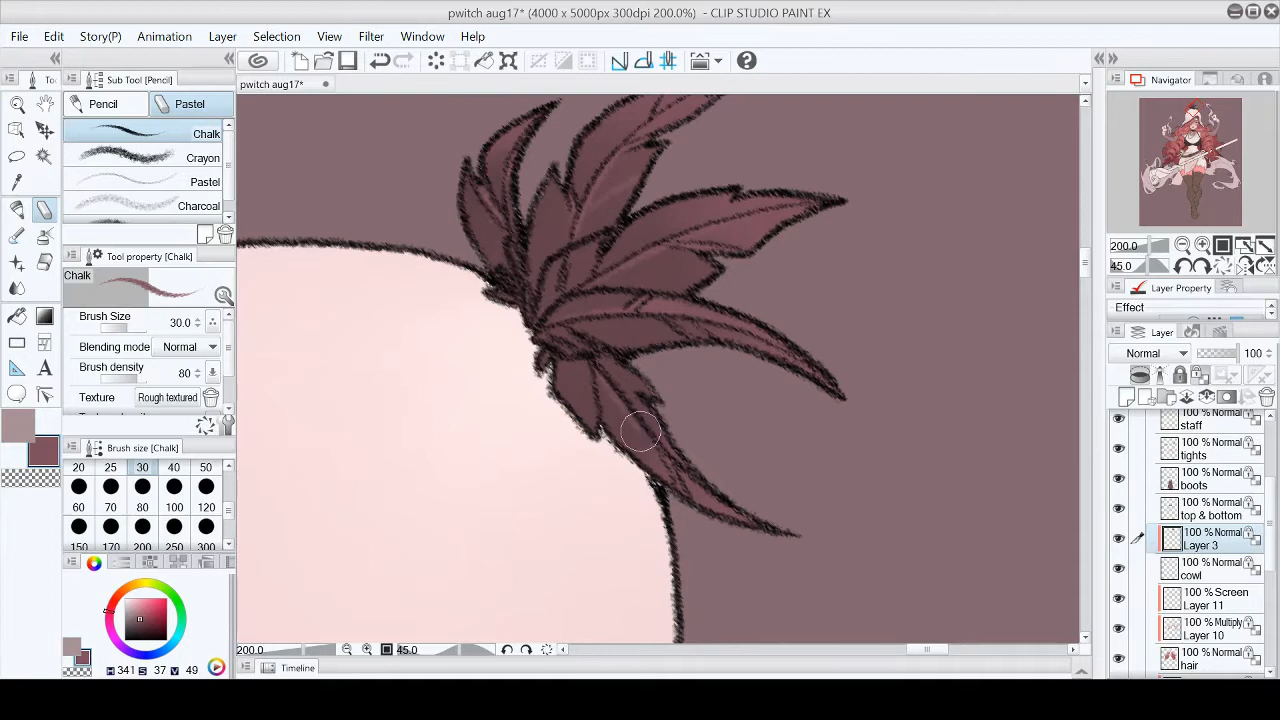 pwitch aug17* (4000 x 5000px 300dpi 200.0%) - CLIP STUDIO PAINT EX
File Edit Story(P) Animation Layer Selection View Filter Window Help
Sub Tool [Pencil]
Pencil Pastel
Chalk
Crayon
Pastel
Charcoal
Tool property [Chalk]
Chalk
Brush Size 30.0
Blending mode Normal
Brush density 80
Texture Rough textured
Brush size [Chalk]
20 25 30 40 50
60 70 80 100 120
150 170 200 250 300
H 341 S 37 V 49
pwitch aug17*
200.0 45.0
Timeline
Navigator
200.0
45.0
Layer Property
Effect
Layer
Normal 100
100 % Normal
staff
100 % Normal
tights
100 % Normal
boots
100 % Normal
top & bottom
100 % Normal
Layer 3
100 % Normal
cowl
100 % Screen
Layer 11
100 % Multiply
Layer 10
100 % Normal
hair